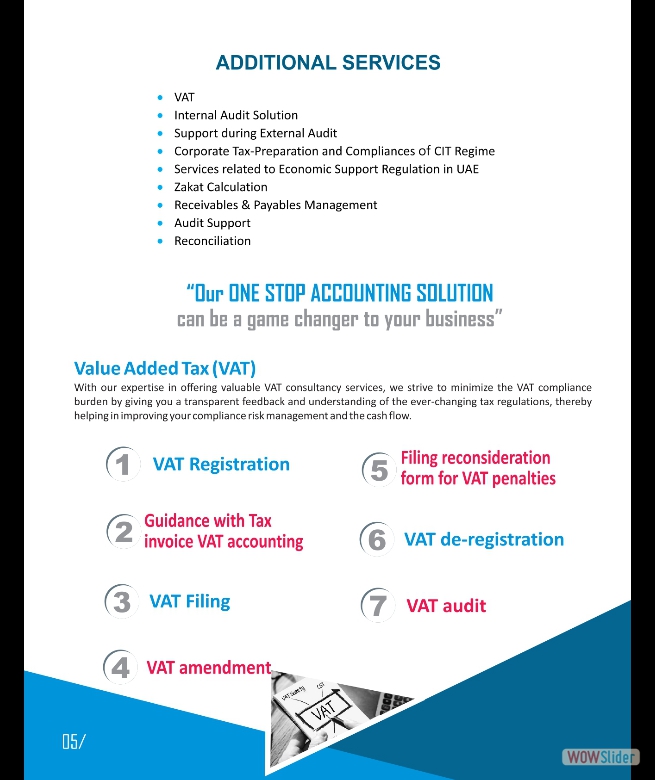 ADDITIONAL SERVICES
• VAT
• Internal Audit Solution
• Support during External Audit
• Corporate Tax-Preparation and Compliances of CIT Regime
• Services related to Economic Support Regulation in UAE
• Zakat Calculation
• Receivables & Payables Management
• Audit Support
• Reconciliation
“Our ONE STOP ACCOUNTING SOLUTION
can be a game changer to your business”
Value Added Tax (VAT)
With our expertise in offering valuable VAT consultancy services, we strive to minimize the VAT compliance
burden by giving you a transparent feedback and understanding of the ever-changing tax regulations, thereby
helping in improving your compliance risk management and the cash flow.
1 VAT Registration
2 Guidance with Tax
invoice VAT accounting
3 VAT Filing
4 VAT amendment
5 Filing reconsideration
form for VAT penalties
6 VAT de-registration
7 VAT audit
VAT
05/
WOWSlider